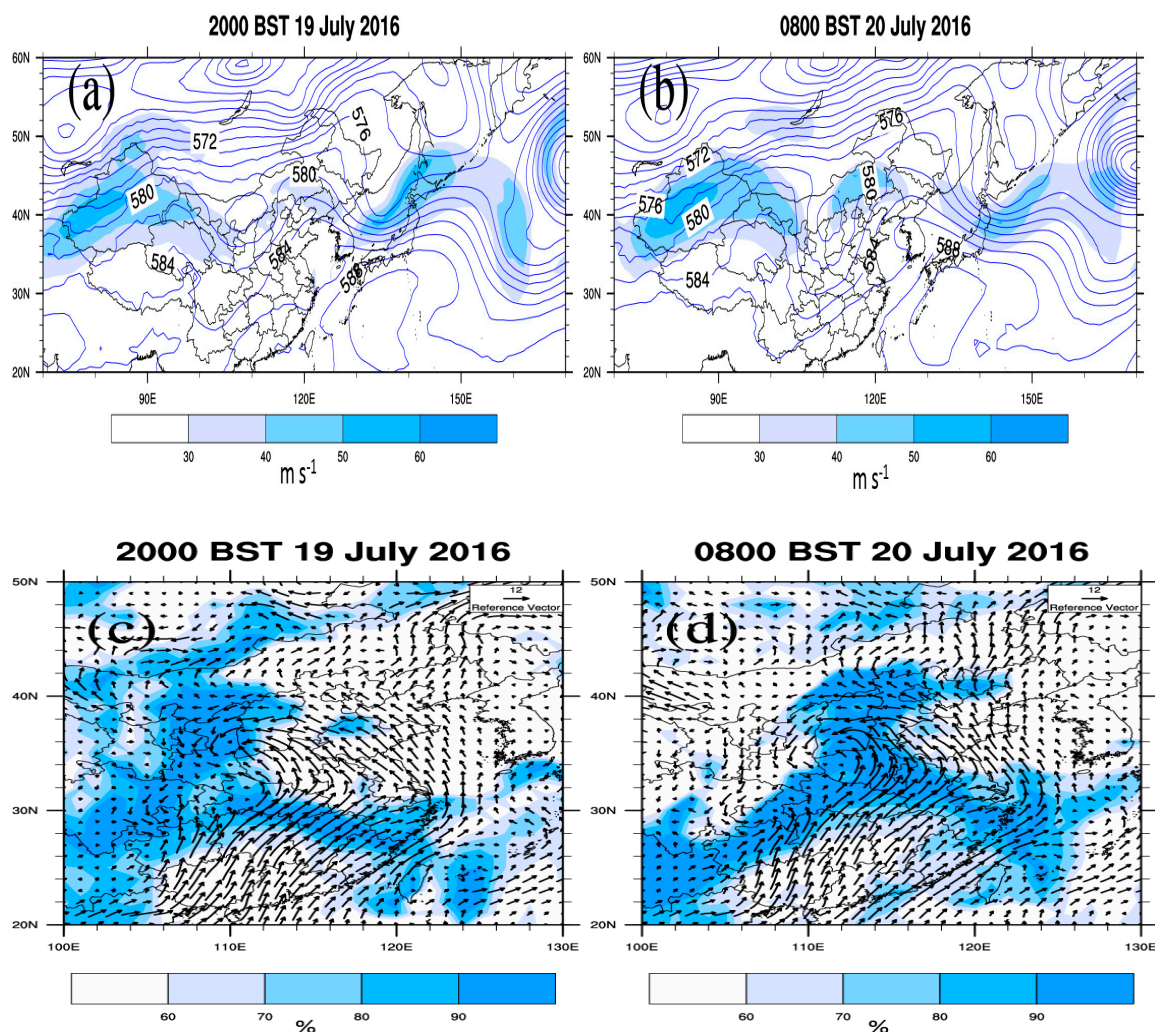 2000 BST 19 July 2016
0800 BST 20 July 2016
60N
50N
40N
30N
20N
(a)
572
576
580
580
584
584
588
90E
120E
150E
30
40
50
60
m s-1
60N
50N
40N
30N
20N
(b)
576
572
576
580
580
584
584
588
90E
120E
150E
30
40
50
60
m s-1
2000 BST 19 July 2016
0800 BST 20 July 2016
50N
40N
30N
20N
(c)
12
Reference Vector
100E
110E
120E
130E
60
70
80
90
%
50N
40N
30N
20N
(d)
12
Reference Vector
100E
110E
120E
130E
60
70
80
90
%